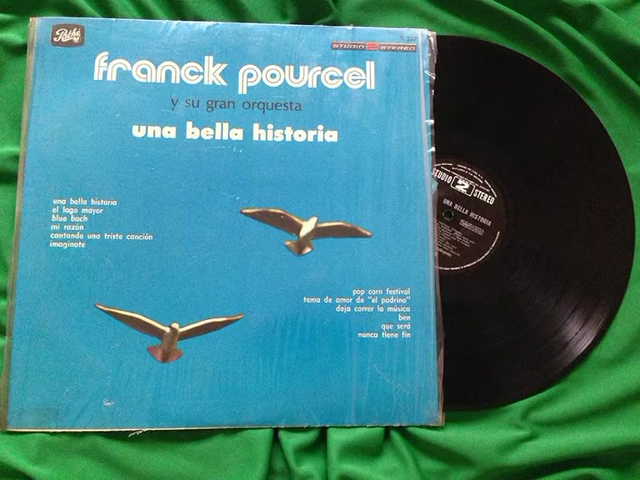 Pathé
STUDIO 2 STEREO
franck pourcel
y su gran orquesta
una bella historia
una bella historia
el lago mayor
blue bach
mi razón
cantando una triste canción
imagínate
pop corn festival
tema de amor de "el padrino"
deja correr la música
ben
que será
nunca tiene fin
STUDIO 2 STEREO
UNA BELLA HISTORIA